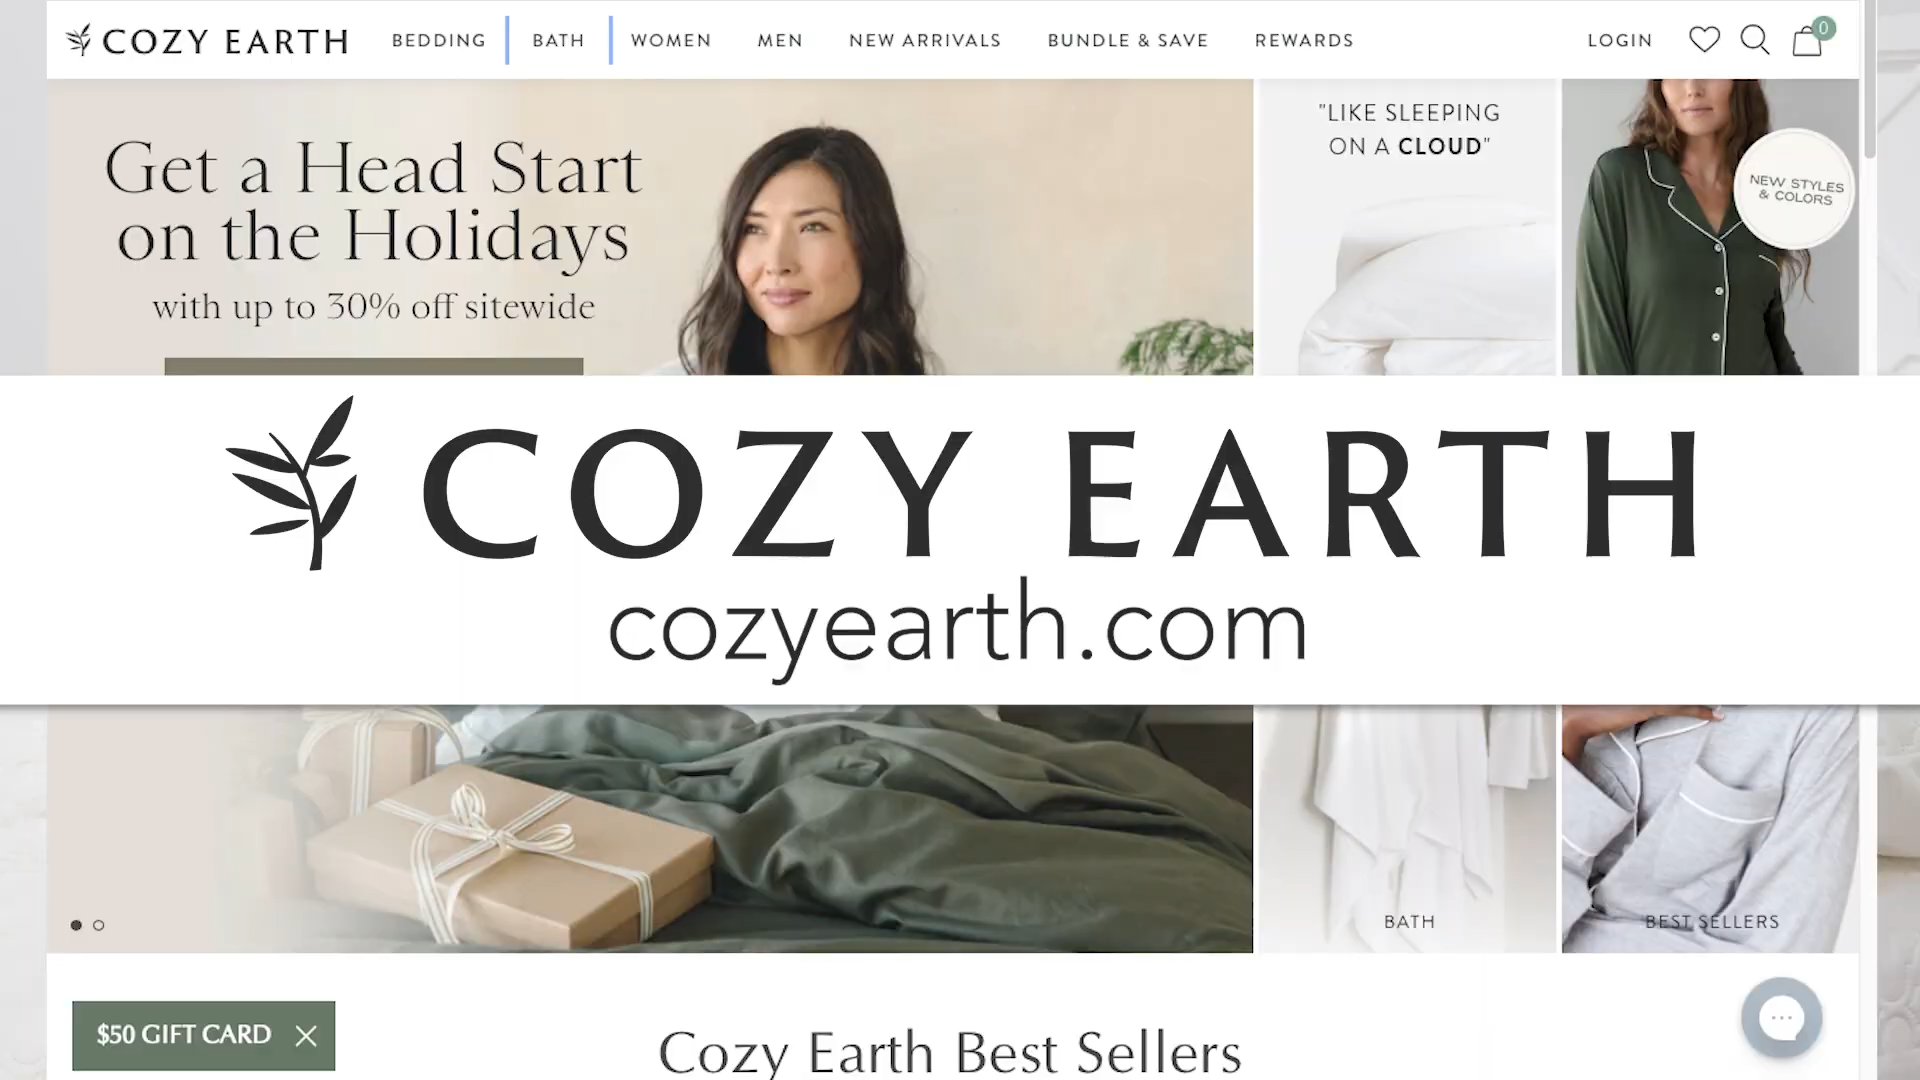 COZY EARTH
BEDDING
BATH
WOMEN
MEN
NEW ARRIVALS
BUNDLE & SAVE
REWARDS
LOGIN
0
Get a Head Start
on the Holidays
with up to 30% off sitewide
"LIKE SLEEPING
ON A CLOUD"
NEW STYLES
& COLORS
COZY EARTH
cozyearth.com
BATH
BEST SELLERS
$50 GIFT CARD
Cozy Earth Best Sellers